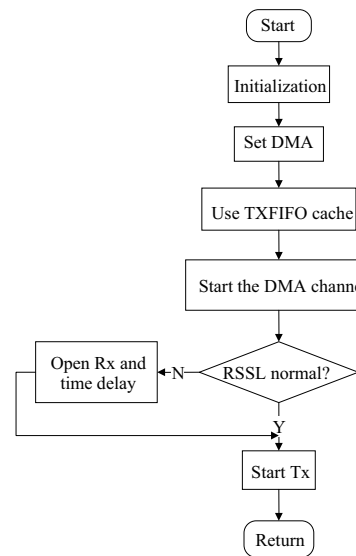 Start
Initialization
Set DMA
Use TXFIFO cache
Start the DMA channe
Open Rx and
time delay
N
RSSL normal?
Y
Start Tx
Return